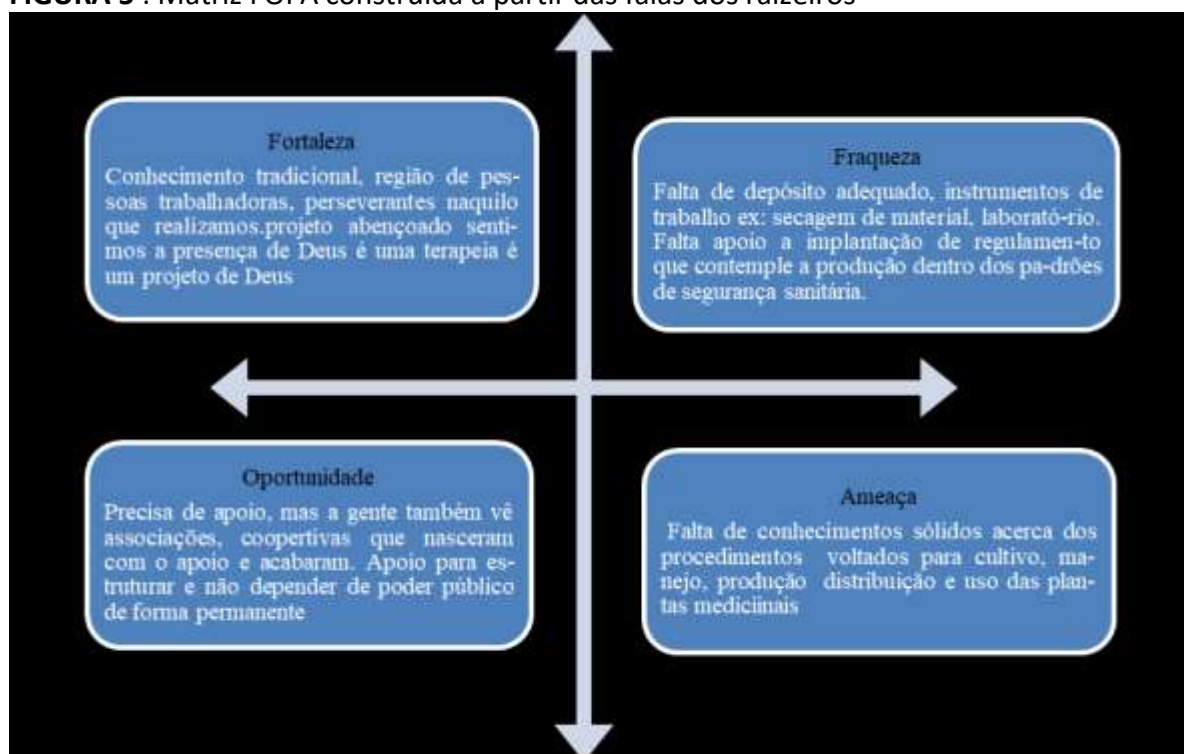 FIGURA 3 : Matriz FOFA construída a partir das falas dos raizeiros
Fortaleza
Conhecimento tradicional, região de pes-
soas trabalhadoras, perseverantes naquilo
que realizamos.projeto abençoado senti-
mos a presença de Deus é uma terapeia é
um projeto de Deus
Fraqueza
Falta de depósito adequado, instrumentos de
trabalho ex: secagem de material, laborató-rio.
Falta apoio a implantação de regulamen-to
que contemple a produção dentro dos pa-drões
de segurança sanitária.
Oportunidade
Precisa de apoio, mas a gente também vê
associações, coopertivas que nasceram
com o apoio e acabaram. Apoio para es-
truturar e não depender de poder público
de forma permanente
Ameaça
Falta de conhecimentos sólidos acerca dos
procedimentos voltados para cultivo, ma-
nejo, produção distribuição e uso das plan-
tas mediciinais